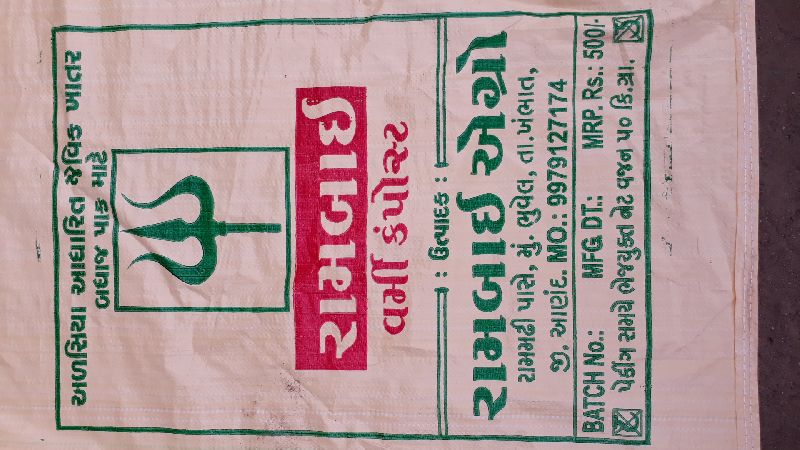 અળસિયા આધારિત જૈવિક ખાતર
બધાજ પાક માટે
રામબાઇ
વર્મી કંપોસ્ટ
: ઉત્પાદક :
રામબાઇ એગ્રો
રામમઢી પાસે, મું. ભુવેલ, તા.ખંભાત,
જી. આણંદ. MO.: 9979127174
BATCH No.: MFG DT.: MRP. Rs.: 500/-
પેકીંગ સમયે ભેજયુક્ત નેટ વજન ૫૦ કિ.ગ્રા.